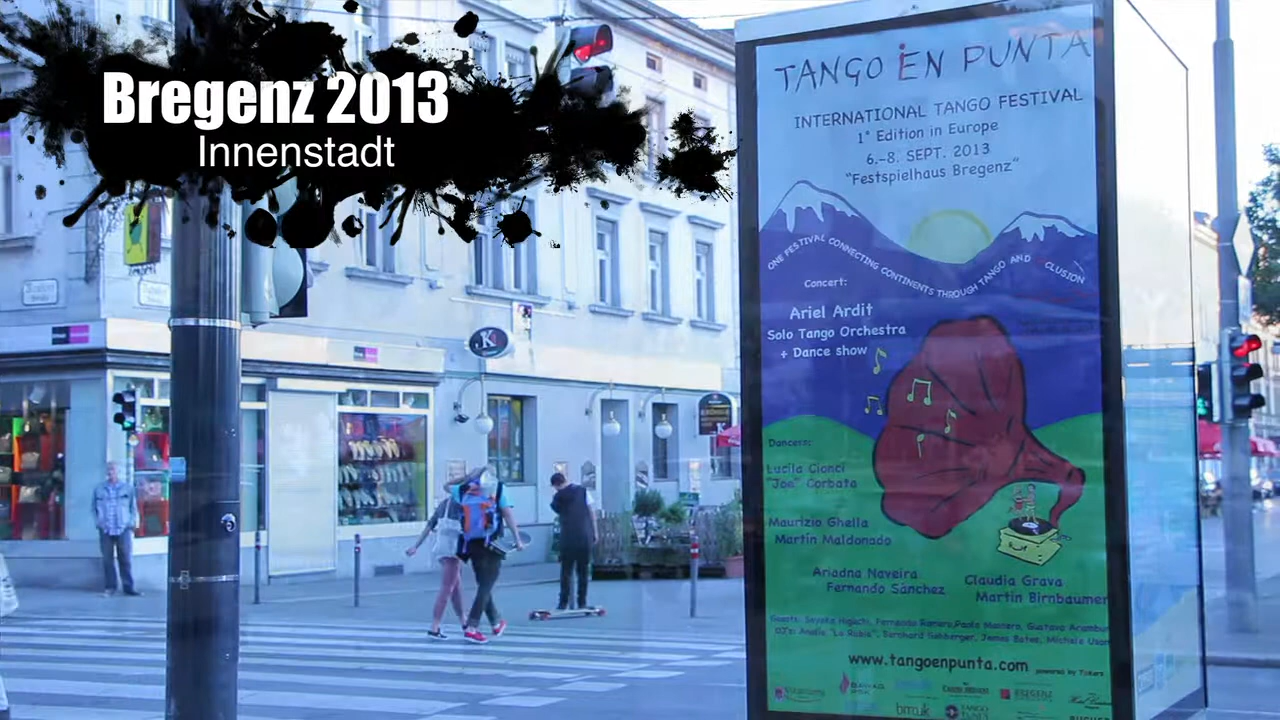 Bregenz 2013
Innenstadt
TANGO EN PUNTA
INTERNATIONAL TANGO FESTIVAL
1ª Edition in Europe
6.-8. SEPT. 2013
"Festspielhaus Bregenz"
ONE FESTIVAL CONNECTING CONTINENTS THROUGH TANGO AND CLUSION
Concert:
Ariel Ardit
Solo Tango Orchestra
+ Dance show
Dancers:
Lucila Cionci
"Joe" Corbata
Maurizio Ghella
Martín Maldonado
Ariadna Naveira
Fernando Sánchez
Claudia Grava
Martin Birnbaumer
www.tangoenpunta.com
K